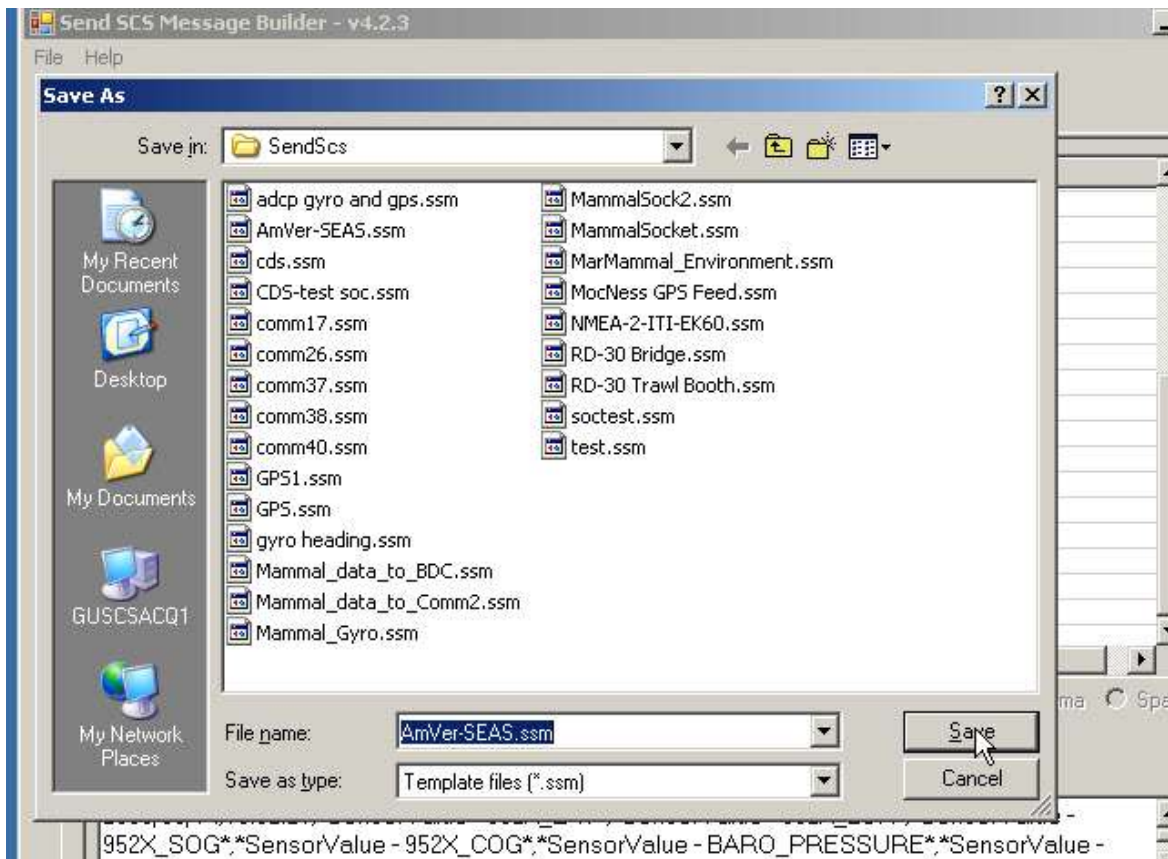 Send SCS Message Builder - v4.2.3
File Help
Save As
Save in: SendScs
My Recent Documents
Desktop
My Documents
GUSCSACQ1
My Network Places
adcp gyro and gps.ssm
AmVer-SEAS.ssm
cds.ssm
CDS-test soc.ssm
comm17.ssm
comm26.ssm
comm37.ssm
comm38.ssm
comm40.ssm
GPS1.ssm
GPS.ssm
gyro heading.ssm
Mammal_data_to_BDC.ssm
Mammal_data_to_Comm2.ssm
Mammal_Gyro.ssm
MammalSock2.ssm
MammalSocket.ssm
MarMammal_Environment.ssm
MocNess GPS Feed.ssm
NMEA-2-ITI-EK60.ssm
RD-30 Bridge.ssm
RD-30 Trawl Booth.ssm
soctest.ssm
test.ssm
File name: AmVer-SEAS.ssm Save
Save as type: Template files (*.ssm) Cancel
ma Spa
952X_SOG*,*SensorValue - 952X_COG*,*SensorValue - BARO_PRESSURE*,*SensorValue -